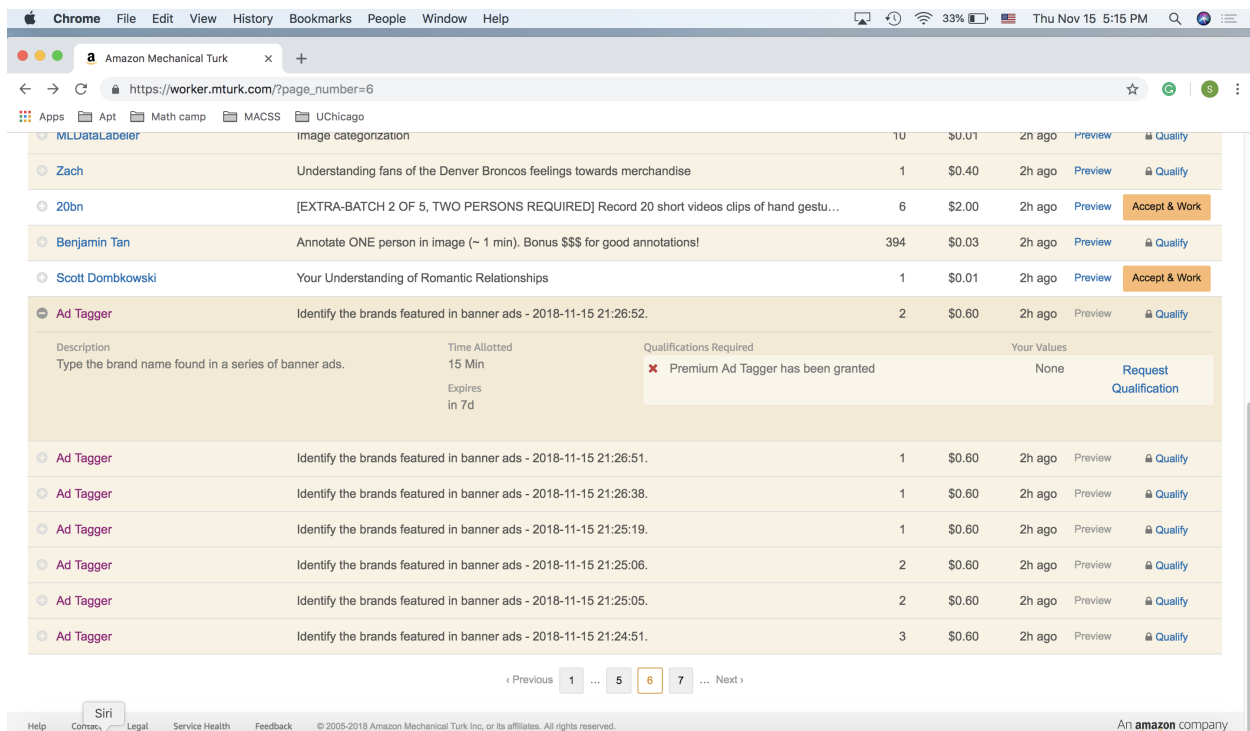 Chrome File Edit View History Bookmarks People Window Help 33% Thu Nov 15 5:15 PM
a Amazon Mechanical Turk × +
https://worker.mturk.com/?page_number=6 G S
Apps Apt Math camp MACSS UChicago
MLDataLabeler Image categorization 10 $0.01 2h ago Preview Qualify
Zach Understanding fans of the Denver Broncos feelings towards merchandise 1 $0.40 2h ago Preview Qualify
20bn [EXTRA-BATCH 2 OF 5, TWO PERSONS REQUIRED] Record 20 short videos clips of hand gestu... 6 $2.00 2h ago Preview Accept & Work
Benjamin Tan Annotate ONE person in image (~ 1 min). Bonus $$$ for good annotations! 394 $0.03 2h ago Preview Qualify
Scott Dombkowski Your Understanding of Romantic Relationships 1 $0.01 2h ago Preview Accept & Work
Ad Tagger Identify the brands featured in banner ads - 2018-11-15 21:26:52. 2 $0.60 2h ago Preview Qualify
Description Time Allotted Qualifications Required Your Values
Type the brand name found in a series of banner ads. 15 Min Premium Ad Tagger has been granted None Request
Expires Qualification
in 7d
Ad Tagger Identify the brands featured in banner ads - 2018-11-15 21:26:51. 1 $0.60 2h ago Preview Qualify
Ad Tagger Identify the brands featured in banner ads - 2018-11-15 21:26:38. 1 $0.60 2h ago Preview Qualify
Ad Tagger Identify the brands featured in banner ads - 2018-11-15 21:25:19. 1 $0.60 2h ago Preview Qualify
Ad Tagger Identify the brands featured in banner ads - 2018-11-15 21:25:06. 2 $0.60 2h ago Preview Qualify
Ad Tagger Identify the brands featured in banner ads - 2018-11-15 21:25:05. 2 $0.60 2h ago Preview Qualify
Ad Tagger Identify the brands featured in banner ads - 2018-11-15 21:24:51. 3 $0.60 2h ago Preview Qualify
‹ Previous 1 ... 5 6 7 ... Next ›
Siri
Help Legal Service Health Feedback © 2005-2018 Amazon Mechanical Turk Inc, or its affiliates. All rights reserved. An amazon company